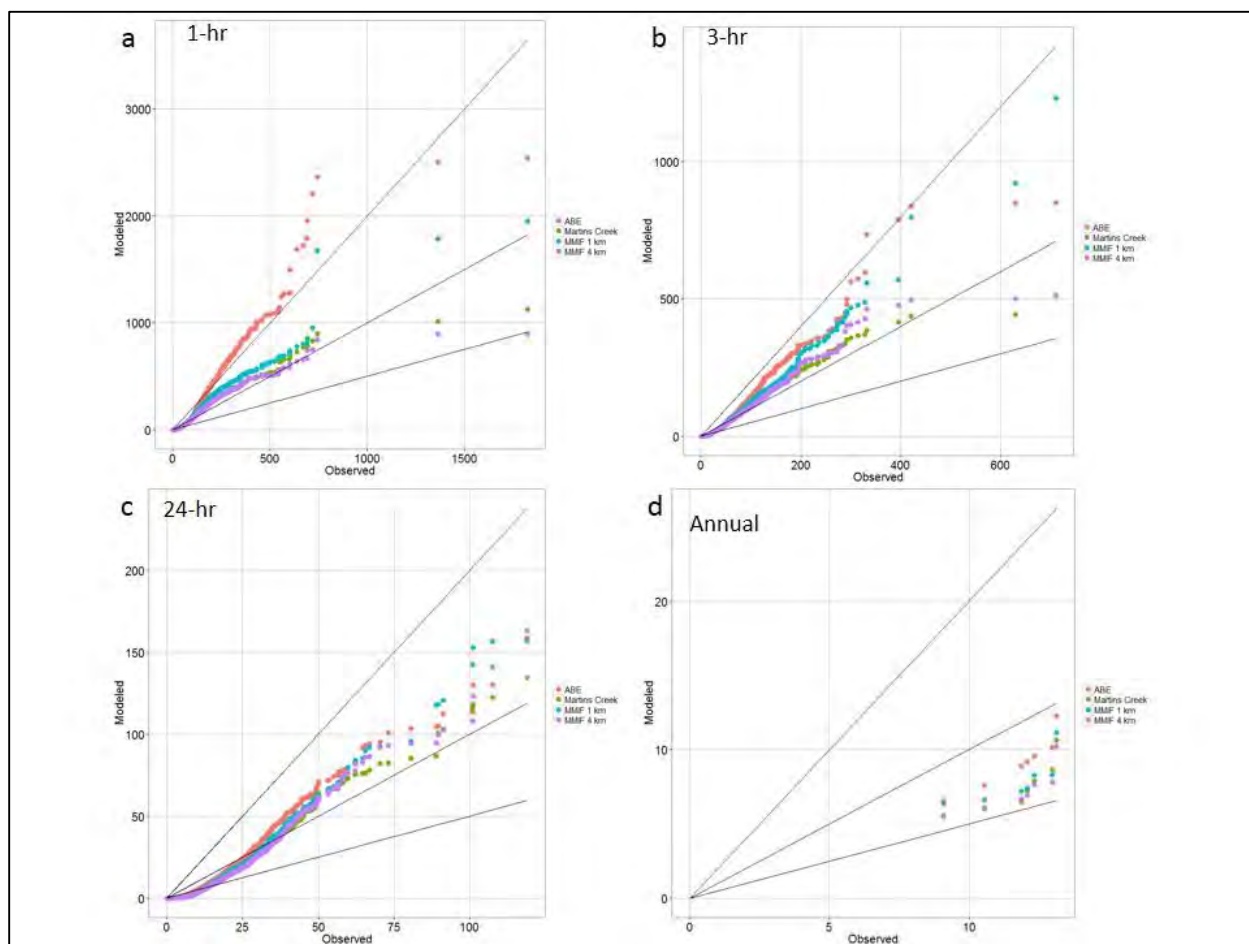 a
1-hr
3000
2000
1000
0
Modeled
0
500
1000
1500
Observed
ABE
Martins Creek
MMIF 1 km
MMIF 4 km
b
3-hr
1000
500
0
Modeled
0
200
400
600
Observed
ABE
Martins Creek
MMIF 1 km
MMIF 4 km
c
24-hr
200
150
100
50
0
Modeled
0
25
50
75
100
Observed
ABE
Martins Creek
MMIF 1 km
MMIF 4 km
d
Annual
20
10
0
Modeled
0
5
10
Observed
ABE
Martins Creek
MMIF 1 km
MMIF 4 km